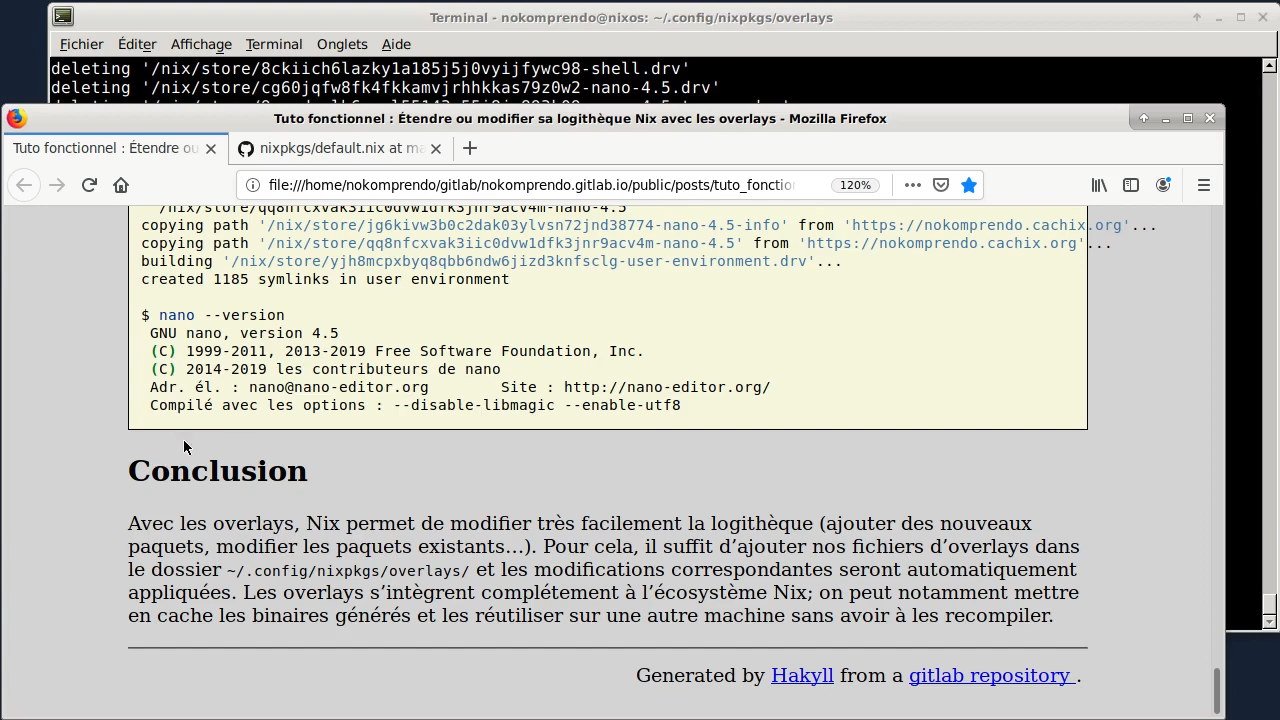 Terminal - nokomprendo@nixos: ~/.config/nixpkgs/overlays
Fichier Éditer Affichage Terminal Onglets Aide
deleting '/nix/store/8ckiich6lazky1a185j5j0vyijfywc98-shell.drv'
deleting '/nix/store/cg60jqfw8fk4fkkamvjrhhkkas79z0w2-nano-4.5.drv'
Tuto fonctionnel : Étendre ou modifier sa logithèque Nix avec les overlays - Mozilla Firefox
Tuto fonctionnel : Étendre ou
nixpkgs/default.nix at ma
file:///home/nokomprendo/gitlab/nokomprendo.gitlab.io/public/posts/tuto_fonctio
120%
/nix/store/qq8nfcxvak3iic0dvw1dfk3jnr9acv4m-nano-4.5
copying path '/nix/store/jg6kivw3b0c2dak03ylvsn72jnd38774-nano-4.5-info' from 'https://nokomprendo.cachix.org'...
copying path '/nix/store/qq8nfcxvak3iic0dvw1dfk3jnr9acv4m-nano-4.5' from 'https://nokomprendo.cachix.org'...
building '/nix/store/yjh8mcpxbyq8qbb6ndw6jizd3knfsclg-user-environment.drv'...
created 1185 symlinks in user environment
$ nano --version
GNU nano, version 4.5
(C) 1999-2011, 2013-2019 Free Software Foundation, Inc.
(C) 2014-2019 les contributeurs de nano
Adr. él. : nano@nano-editor.org Site : http://nano-editor.org/
Compilé avec les options : --disable-libmagic --enable-utf8
Conclusion
Avec les overlays, Nix permet de modifier très facilement la logithèque (ajouter des nouveaux
paquets, modifier les paquets existants…). Pour cela, il suffit d’ajouter nos fichiers d’overlays dans
le dossier ~/.config/nixpkgs/overlays/ et les modifications correspondantes seront automatiquement
appliquées. Les overlays s’intègrent complétement à l’écosystème Nix; on peut notamment mettre
en cache les binaires générés et les réutiliser sur une autre machine sans avoir à les recompiler.
Generated by Hakyll from a gitlab repository .